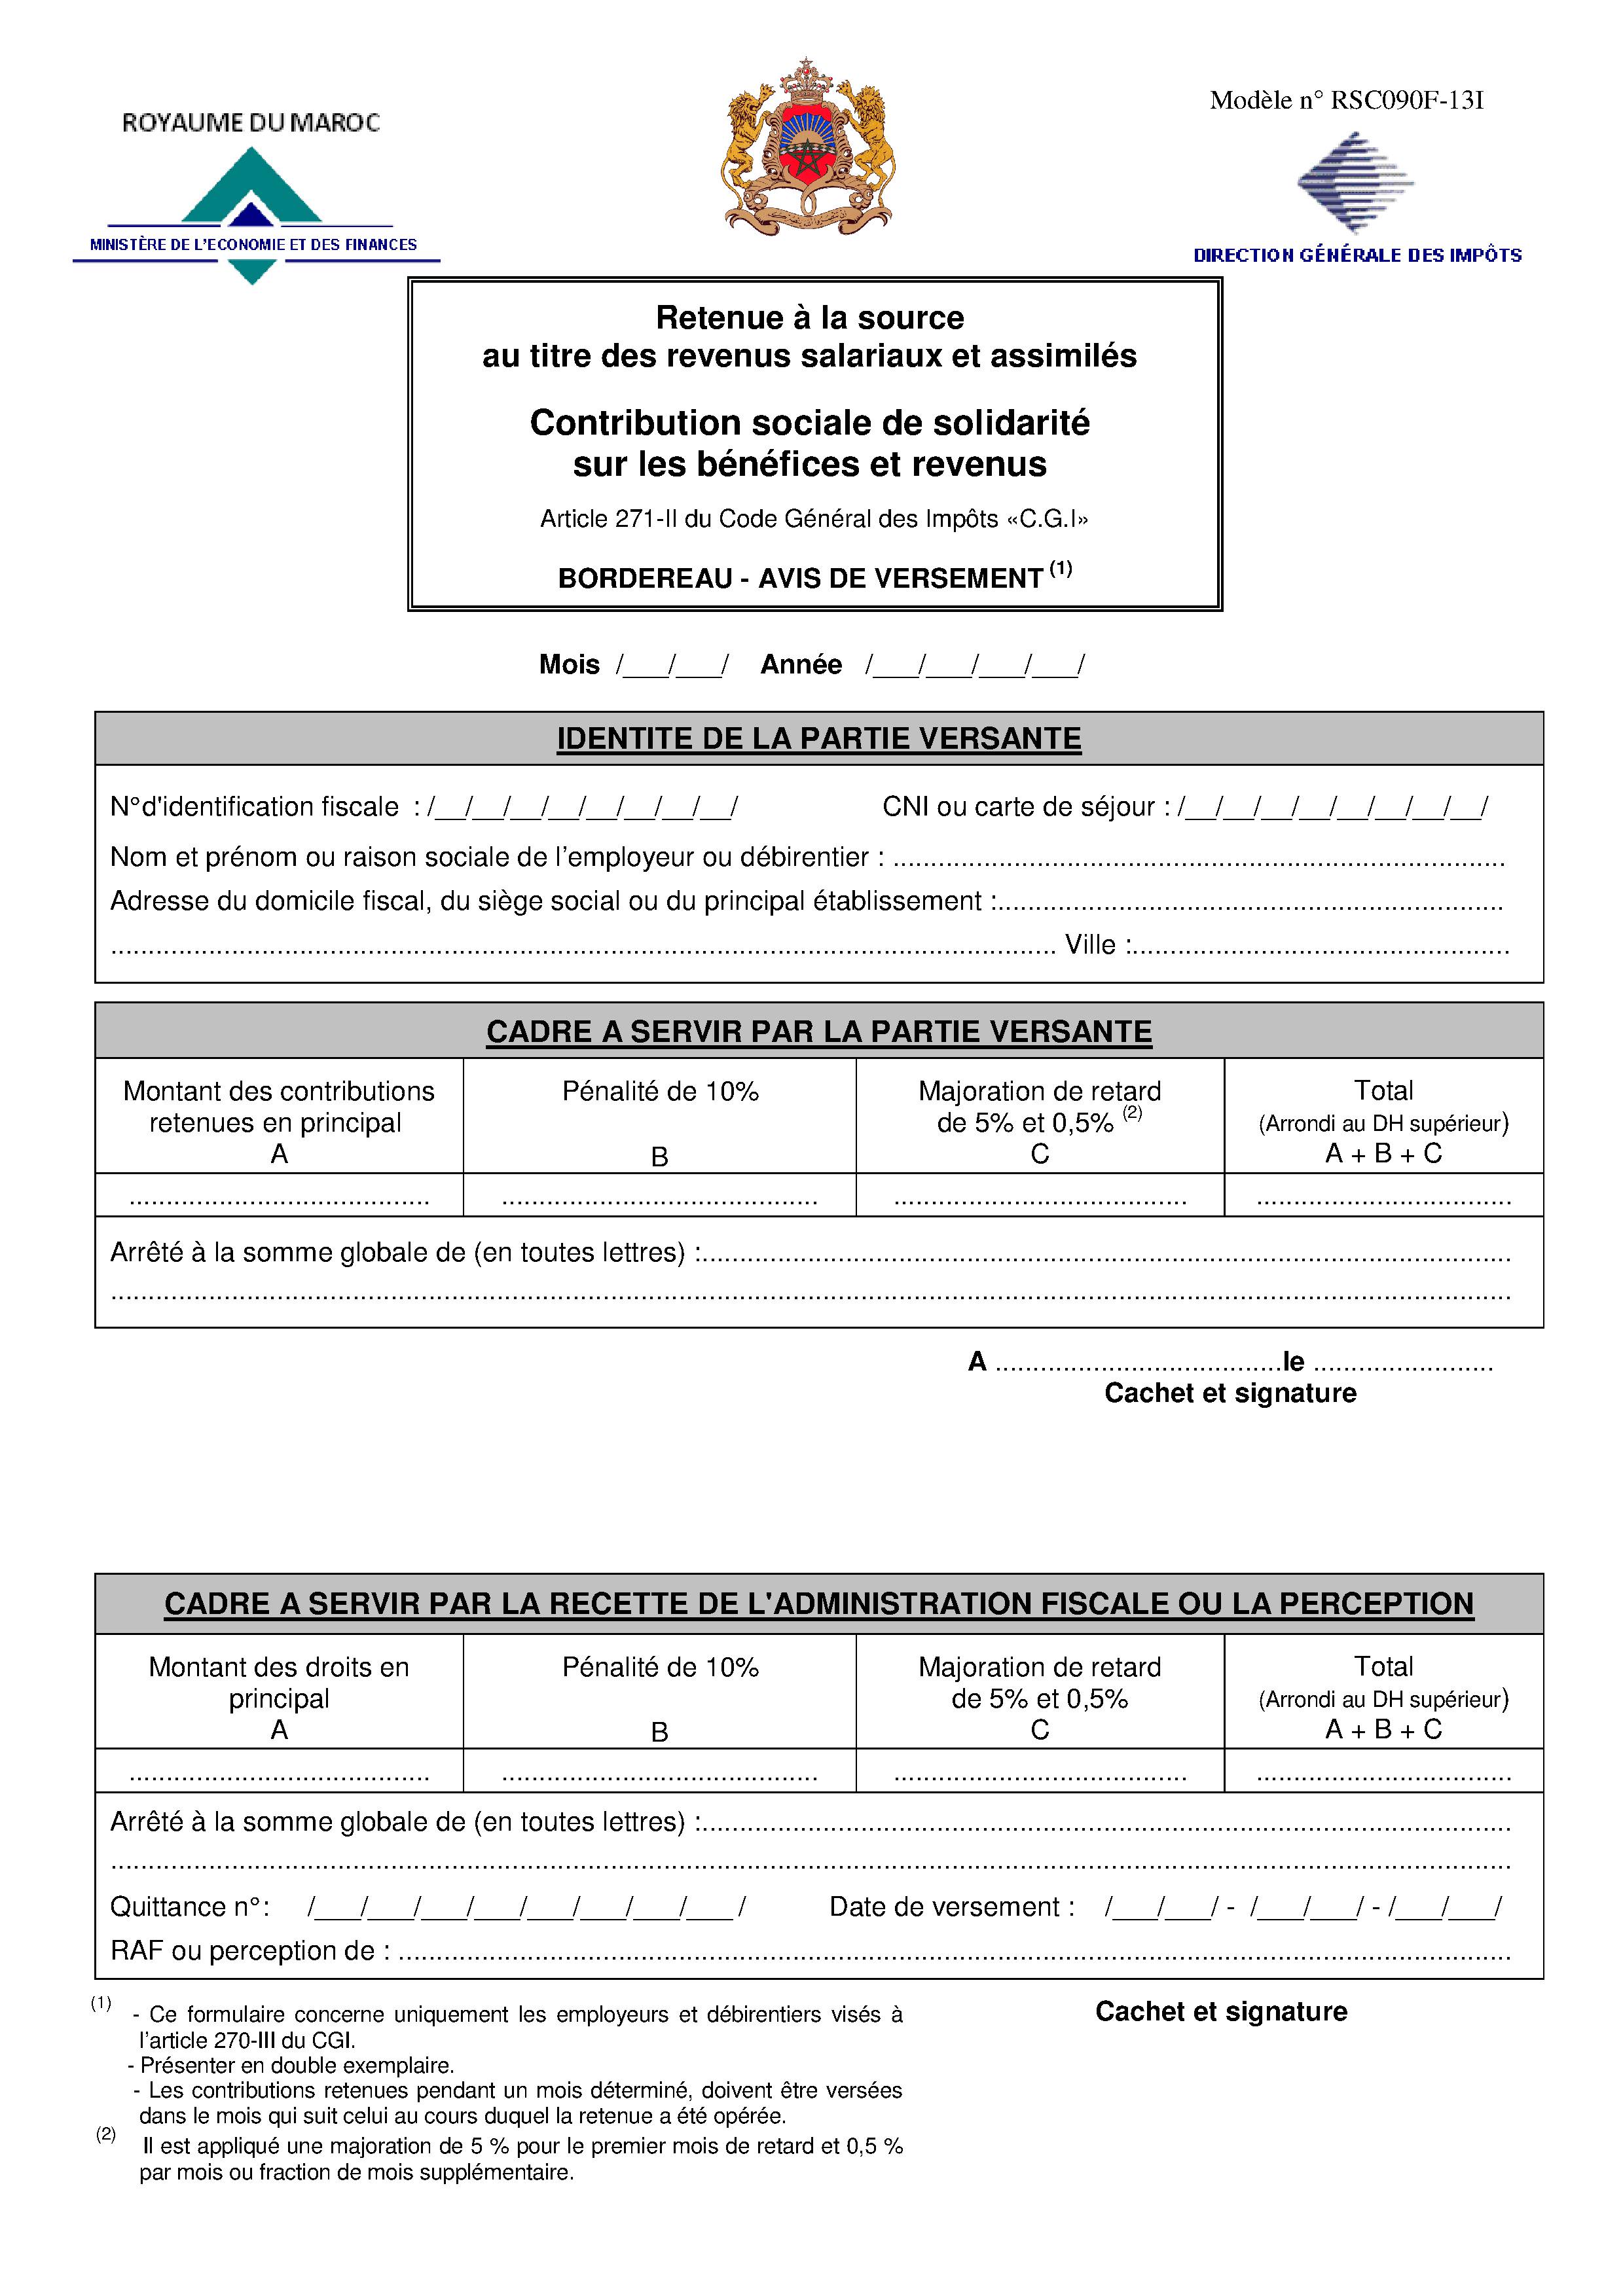 Modèle n° RSC090F-13I
ROYAUME DU MAROC
MINISTÈRE DE L'ECONOMIE ET DES FINANCES
DIRECTION GÉNÉRALE DES IMPÔTS
Retenue à la source
au titre des revenus salariaux et assimilés
Contribution sociale de solidarité
sur les bénéfices et revenus
Article 271-II du Code Général des Impôts «C.G.I»
BORDEREAU - AVIS DE VERSEMENT (1)
Mois /___/___/ Année /___/___/___/___/
IDENTITE DE LA PARTIE VERSANTE
N°d'identification fiscale : /__/__/__/__/__/__/__/__/ CNI ou carte de séjour : /__/__/__/__/__/__/__/__/
Nom et prénom ou raison sociale de l’employeur ou débirentier : ................................................................................
Adresse du domicile fiscal, du siège social ou du principal établissement :...................................................................
............................................................................................................................. Ville :..................................................
CADRE A SERVIR PAR LA PARTIE VERSANTE
Montant des contributions retenues en principal A Pénalité de 10% B Majoration de retard de 5% et 0,5% (2) C Total (Arrondi au DH supérieur) A + B + C
........................................ .......................................... ....................................... ..................................
Arrêté à la somme globale de (en toutes lettres) :...........................................................................................................
..........................................................................................................................................................................................
A ......................................le ........................
Cachet et signature
CADRE A SERVIR PAR LA RECETTE DE L'ADMINISTRATION FISCALE OU LA PERCEPTION
Montant des droits en principal A Pénalité de 10% B Majoration de retard de 5% et 0,5% C Total (Arrondi au DH supérieur) A + B + C
........................................ .......................................... ....................................... ..................................
Arrêté à la somme globale de (en toutes lettres) :...........................................................................................................
..........................................................................................................................................................................................
Quittance n°: /___/___/___/___/___/___/___/___ / Date de versement : /___/___/ - /___/___/ - /___/___/
RAF ou perception de : ....................................................................................................................................................
(1) - Ce formulaire concerne uniquement les employeurs et débirentiers visés à
l’article 270-III du CGI.
- Présenter en double exemplaire.
- Les contributions retenues pendant un mois déterminé, doivent être versées
dans le mois qui suit celui au cours duquel la retenue a été opérée.
(2) Il est appliqué une majoration de 5 % pour le premier mois de retard et 0,5 %
par mois ou fraction de mois supplémentaire.
Cachet et signature